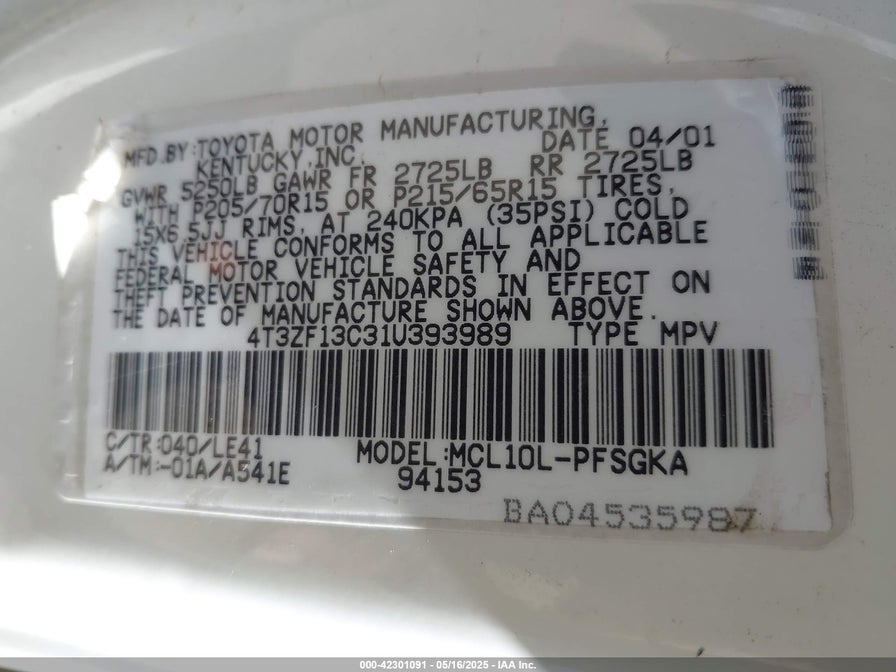 MFD.BY:TOYOTA MOTOR MANUFACTURING,
KENTUCKY,INC. DATE 04/01
GVWR 5250LB GAWR FR 2725LB RR 2725LB
WITH P205/70R15 OR P215/65R15 TIRES,
15X6.5JJ RIMS, AT 240KPA (35PSI) COLD
THIS VEHICLE CONFORMS TO ALL APPLICABLE
FEDERAL MOTOR VEHICLE SAFETY AND
THEFT PREVENTION STANDARDS IN EFFECT ON
THE DATE OF MANUFACTURE SHOWN ABOVE.
4T3ZF13C31U393989 TYPE MPV
C/TR:040/LE41 MODEL:MCL10L-PFSGKA
A/TM:-01A/A541E 94153
BA04535987
000-42301091 - 05/16/2025 - IAA Inc.